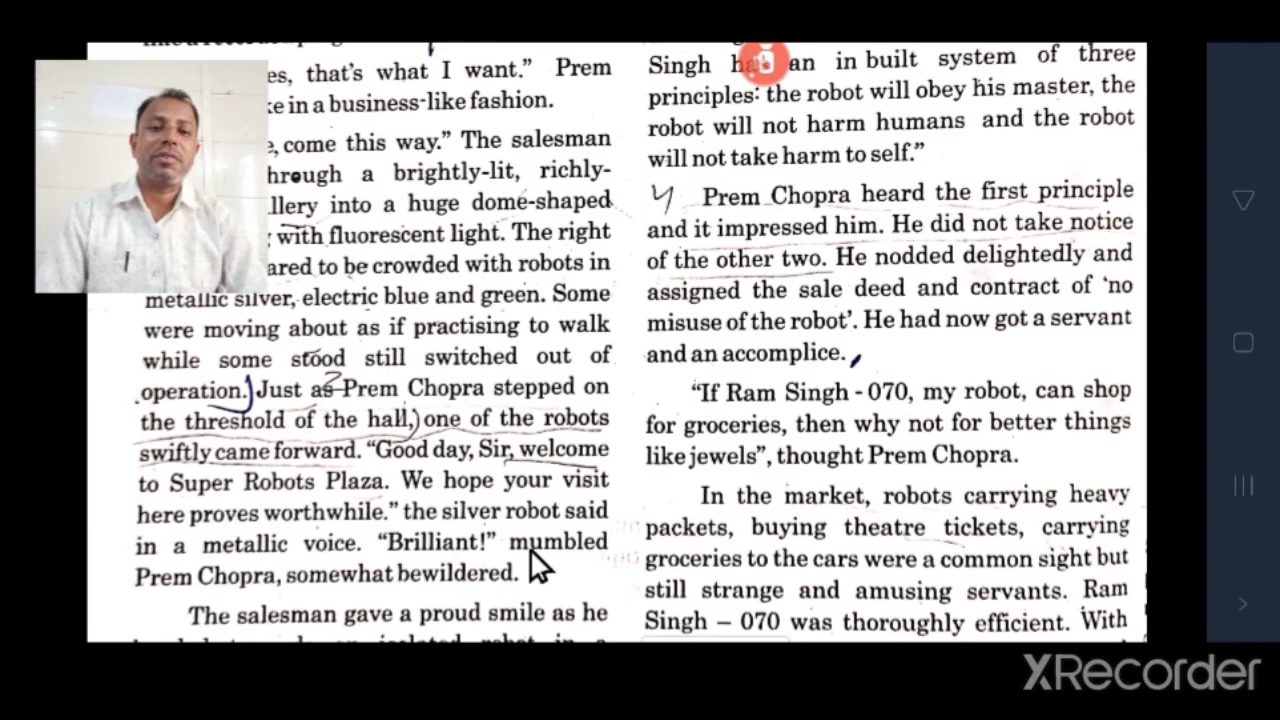 es, that's what I want." Prem
ke in a business-like fashion.
e, come this way." The salesman
hrough a brightly-lit, richly-
llery into a huge dome-shaped
with fluorescent light. The right
ared to be crowded with robots in
metallic silver, electric blue and green. Some
were moving about as if practising to walk
while some stood still switched out of
operation. Just as Prem Chopra stepped on
the threshold of the hall, one of the robots
swiftly came forward. "Good day, Sir, welcome
to Super Robots Plaza. We hope your visit
here proves worthwhile." the silver robot said
in a metallic voice. "Brilliant!" mumbled
Prem Chopra, somewhat bewildered.
The salesman gave a proud smile as he
Singh an in built system of three
principles: the robot will obey his master, the
robot will not harm humans and the robot
will not take harm to self."
Prem Chopra heard the first principle
and it impressed him. He did not take notice
of the other two. He nodded delightedly and
assigned the sale deed and contract of 'no
misuse of the robot'. He had now got a servant
and an accomplice.
"If Ram Singh - 070, my robot, can shop
for groceries, then why not for better things
like jewels", thought Prem Chopra.
In the market, robots carrying heavy
packets, buying theatre tickets, carrying
groceries to the cars were a common sight but
still strange and amusing servants. Ram
Singh – 070 was thoroughly efficient. With
XRecorder